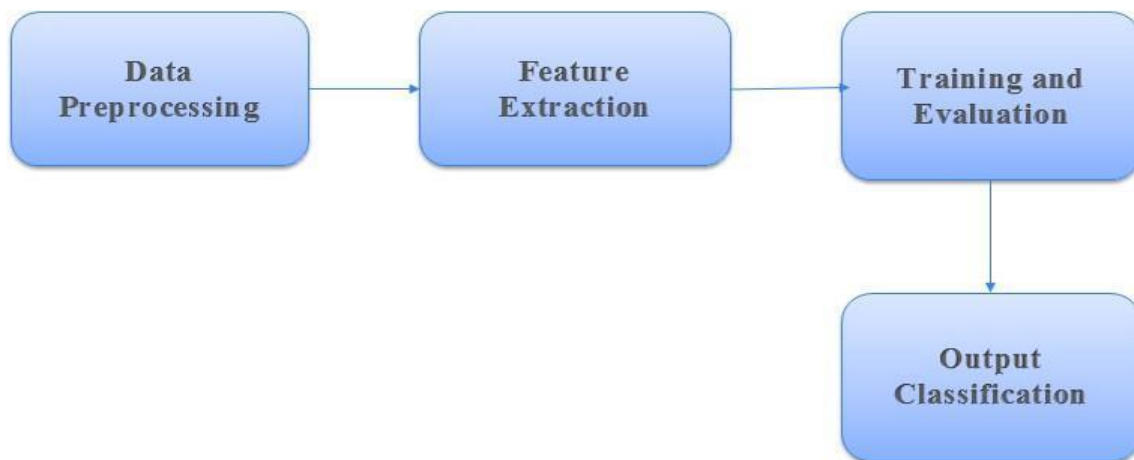 Data
Preprocessing
Feature
Extraction
Training and
Evaluation
Output
Classification